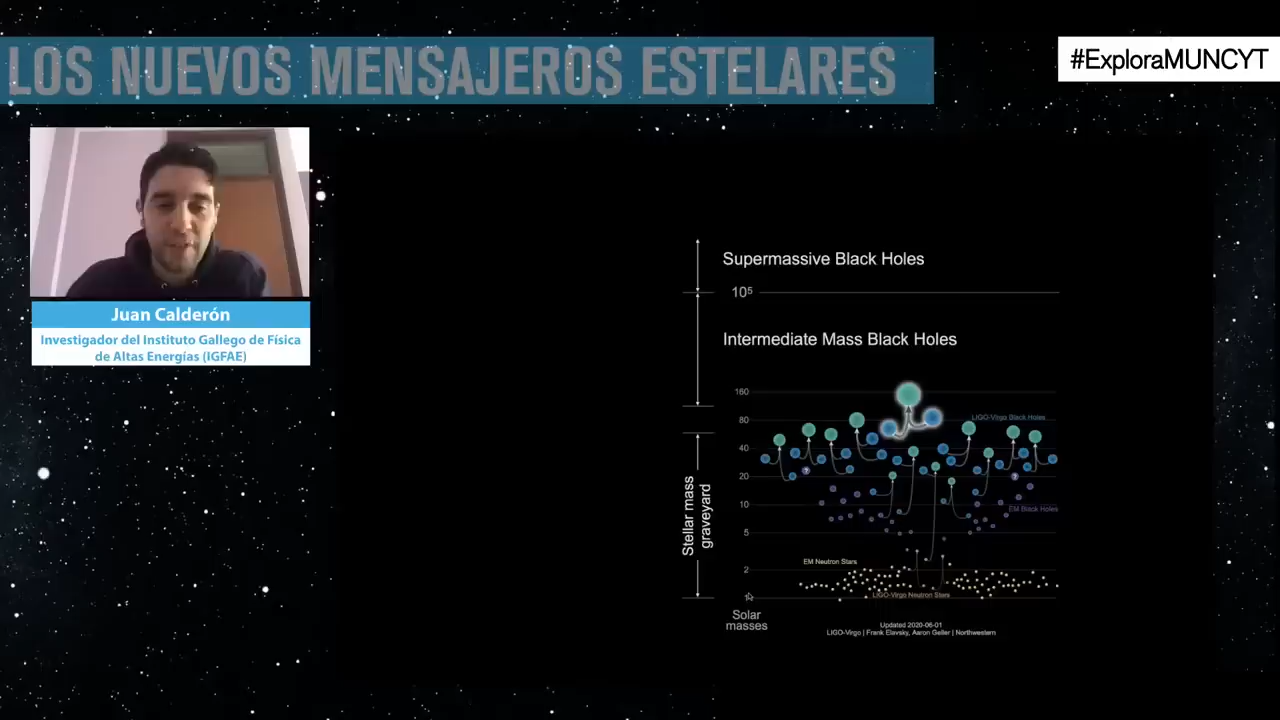 LOS NUEVOS MENSAJEROS ESTELARES
#ExploraMUNCYT
Juan Calderón
Investigador del Instituto Gallego de Física
de Altas Energías (IGFAE)
Supermassive Black Holes
10⁵
Intermediate Mass Black Holes
160
80
LIGO-Virgo Black Holes
40
20
? ?
10
EM Black Holes
5
Stellar mass
graveyard
EM Neutron Stars
2
LIGO-Virgo Neutron Stars
Solar
masses
Updated 2020-06-01
LIGO-Virgo | Frank Elavsky, Aaron Geller | Northwestern